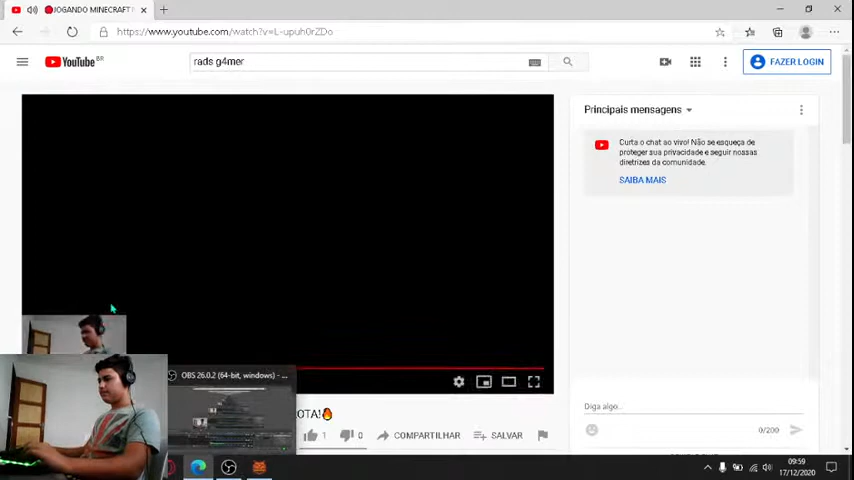 JOGANDO MINECRAFT
https://www.youtube.com/watch?v=L-upuh0rZDo
YouTube BR
rads g4mer
FAZER LOGIN
Principais mensagens
Curta o chat ao vivo! Não se esqueça de
proteger sua privacidade e seguir nossas
diretrizes da comunidade.
SAIBA MAIS
OBS 26.0.2 (64-bit, windows) - ...
OTA!🔥
1
0
COMPARTILHAR
SALVAR
Diga algo...
0/200
09:59
17/12/2020